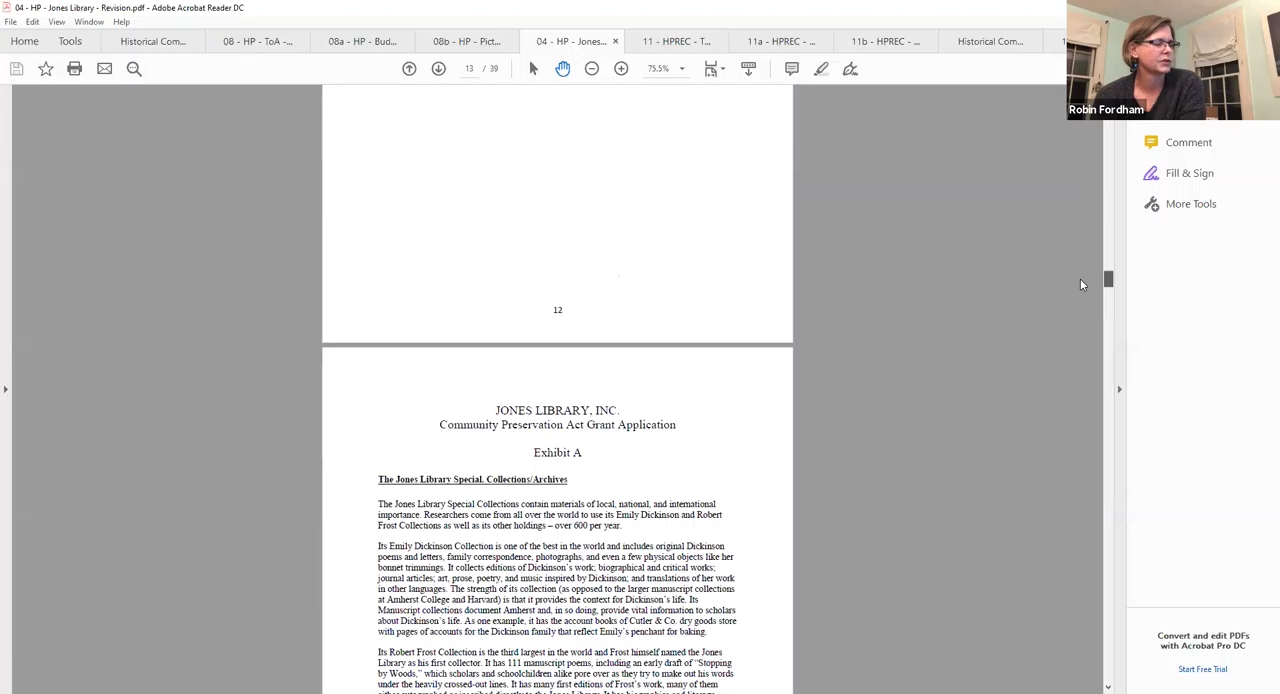 04 - HP - Jones Library - Revision.pdf - Adobe Acrobat Reader DC
File Edit View Window Help
Home Tools Historical Com... 08 - HP - ToA -... 08a - HP - Bud... 08b - HP - Pict... 04 - HP - Jones... × 11 - HPREC - T... 11a - HPREC - ... 11b - HPREC - ... Historical Com...
13 / 39 75.5%
Robin Fordham
Comment
Fill & Sign
More Tools
12
JONES LIBRARY, INC.
Community Preservation Act Grant Application
Exhibit A
The Jones Library Special. Collections/Archives
The Jones Library Special Collections contain materials of local, national, and international
importance. Researchers come from all over the world to use its Emily Dickinson and Robert
Frost Collections as well as its other holdings – over 600 per year.
Its Emily Dickinson Collection is one of the best in the world and includes original Dickinson
poems and letters, family correspondence, photographs, and even a few physical objects like her
bonnet trimmings. It collects editions of Dickinson's work; biographical and critical works;
journal articles; art, prose, poetry, and music inspired by Dickinson; and translations of her work
in other languages. The strength of its collection (as opposed to the larger manuscript collections
at Amherst College and Harvard) is that it provides the context for Dickinson's life. Its
Manuscript collections document Amherst and, in so doing, provide vital information to scholars
about Dickinson's life. As one example, it has the account books of Cutler & Co. dry goods store
with pages of accounts for the Dickinson family that reflect Emily's penchant for baking.
Its Robert Frost Collection is the third largest in the world and Frost himself named the Jones
Library as his first collector. It has 111 manuscript poems, including an early draft of "Stopping
by Woods," which scholars and schoolchildren alike pore over as they try to make out his words
under the heavily crossed-out lines. It has many first editions of Frost's work, many of them
Convert and edit PDFs
with Acrobat Pro DC
Start Free Trial